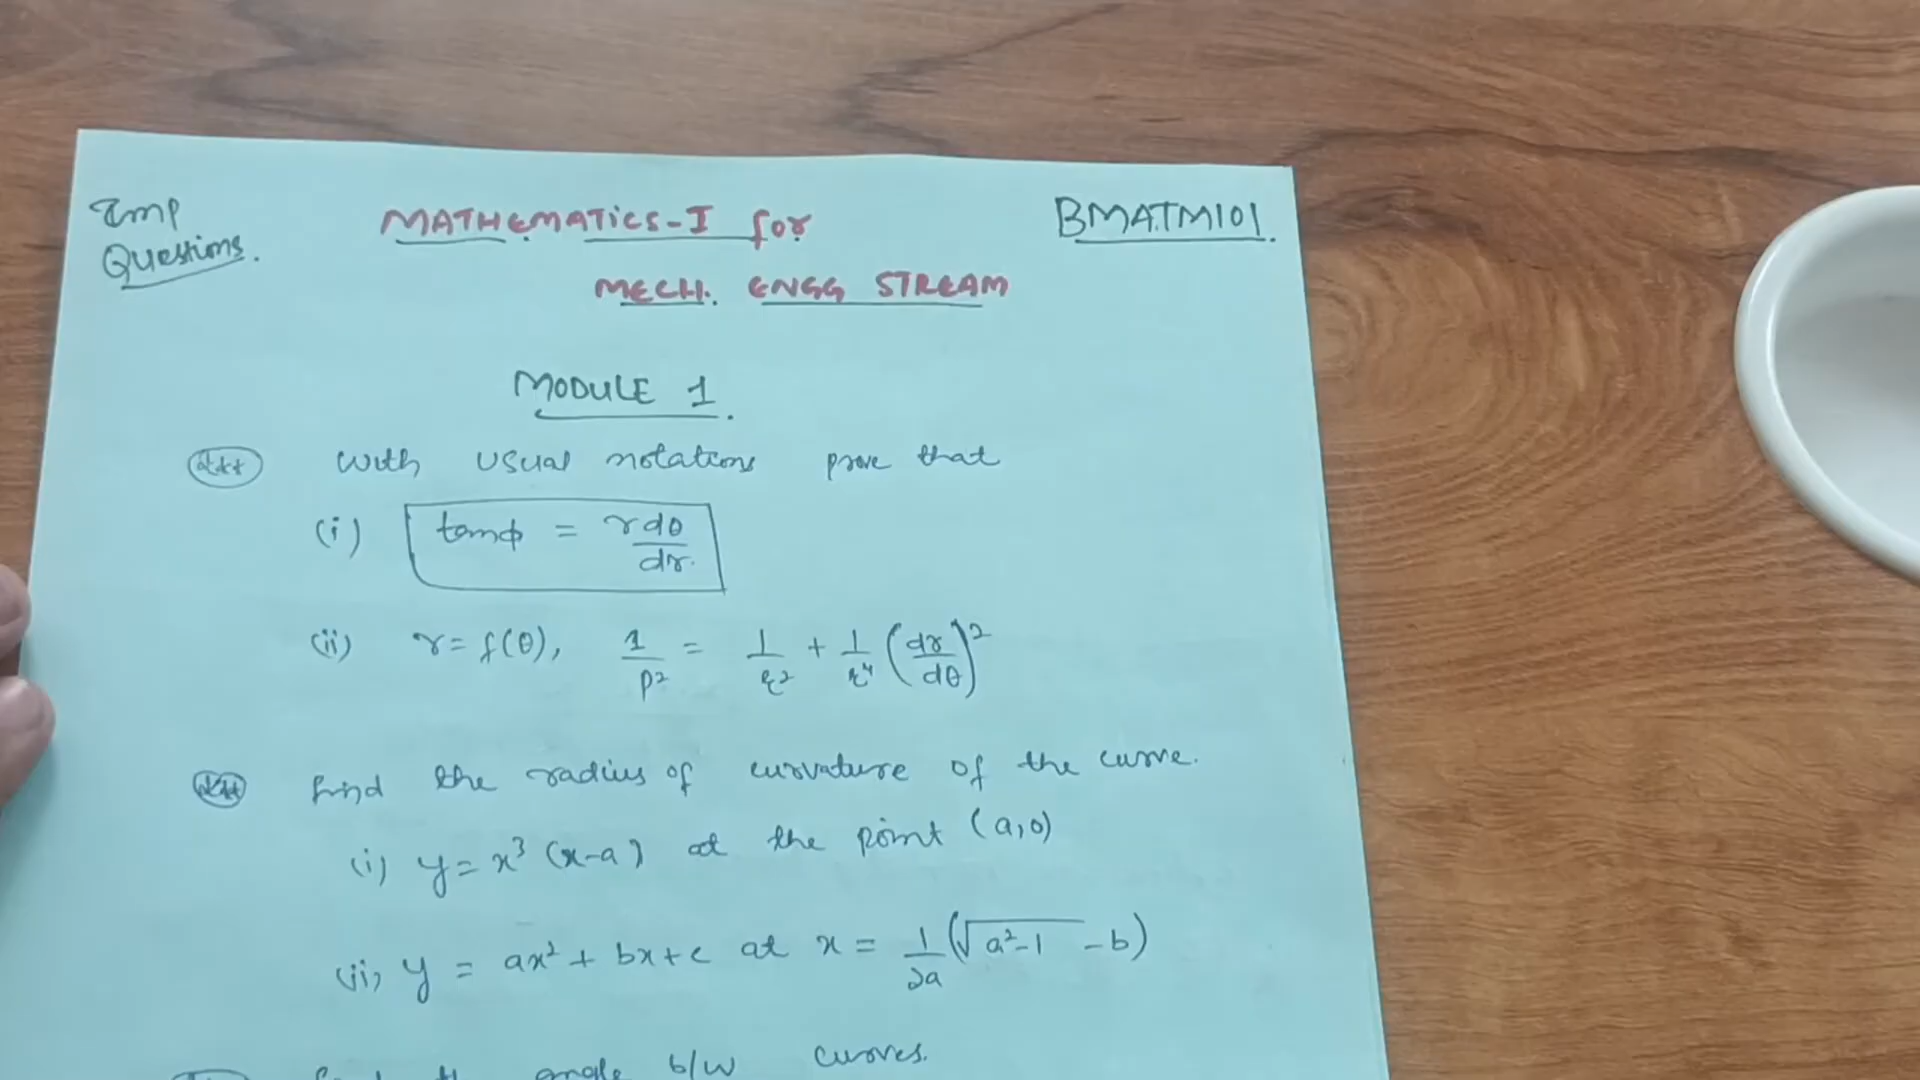 Imp
Questions.
MATHEMATICS-I for
MECH. ENGG STREAM
BMATM101.
MODULE 1.
*** with usual notations prove that
(i) tanϕ = rdθ/dr.
(ii) r = f(θ), 1/p² = 1/r² + 1/r⁴ (dr/dθ)²
*** find the radius of curvature of the curve.
(i) y = x³ (x-a) at the point (a,0)
(ii) y = ax² + bx + c at x = 1/2a (√a²-1 - b)
angle b/w curves.